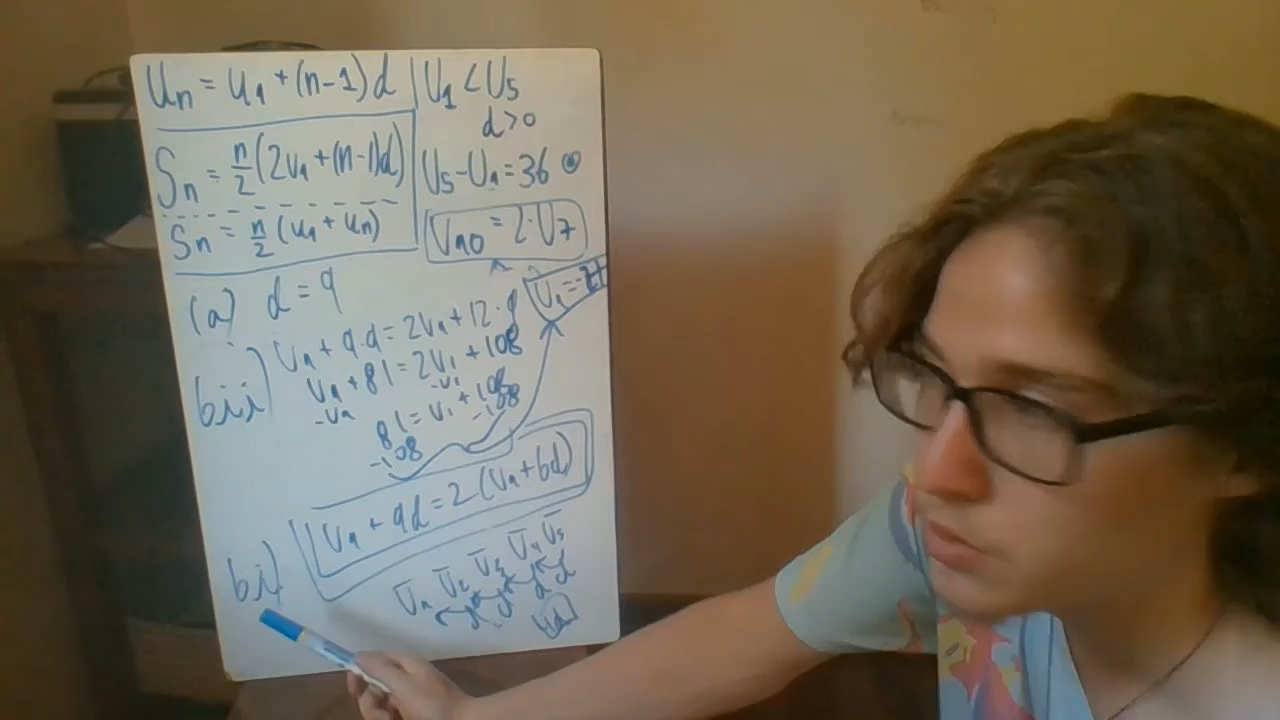 Un = U1 + (n-1)d
Sn = n/2 (2U1 + (n-1)d)
Sn = n/2 (U1 + Un)
U1 < U5
d>0
U5 - U1 = 36
U10 = 2·U7
(a) d = 9
U1 = -27
bii) U1 + 9·9 = 2U1 + 12·9
U1 + 81 = 2U1 + 108
-U1 -U1
81 = U1 + 108
-108 -108
bi) U1 + 9d = 2(U1 + 6d)
U1 U2 U3 U4 U5
d d d d
4d